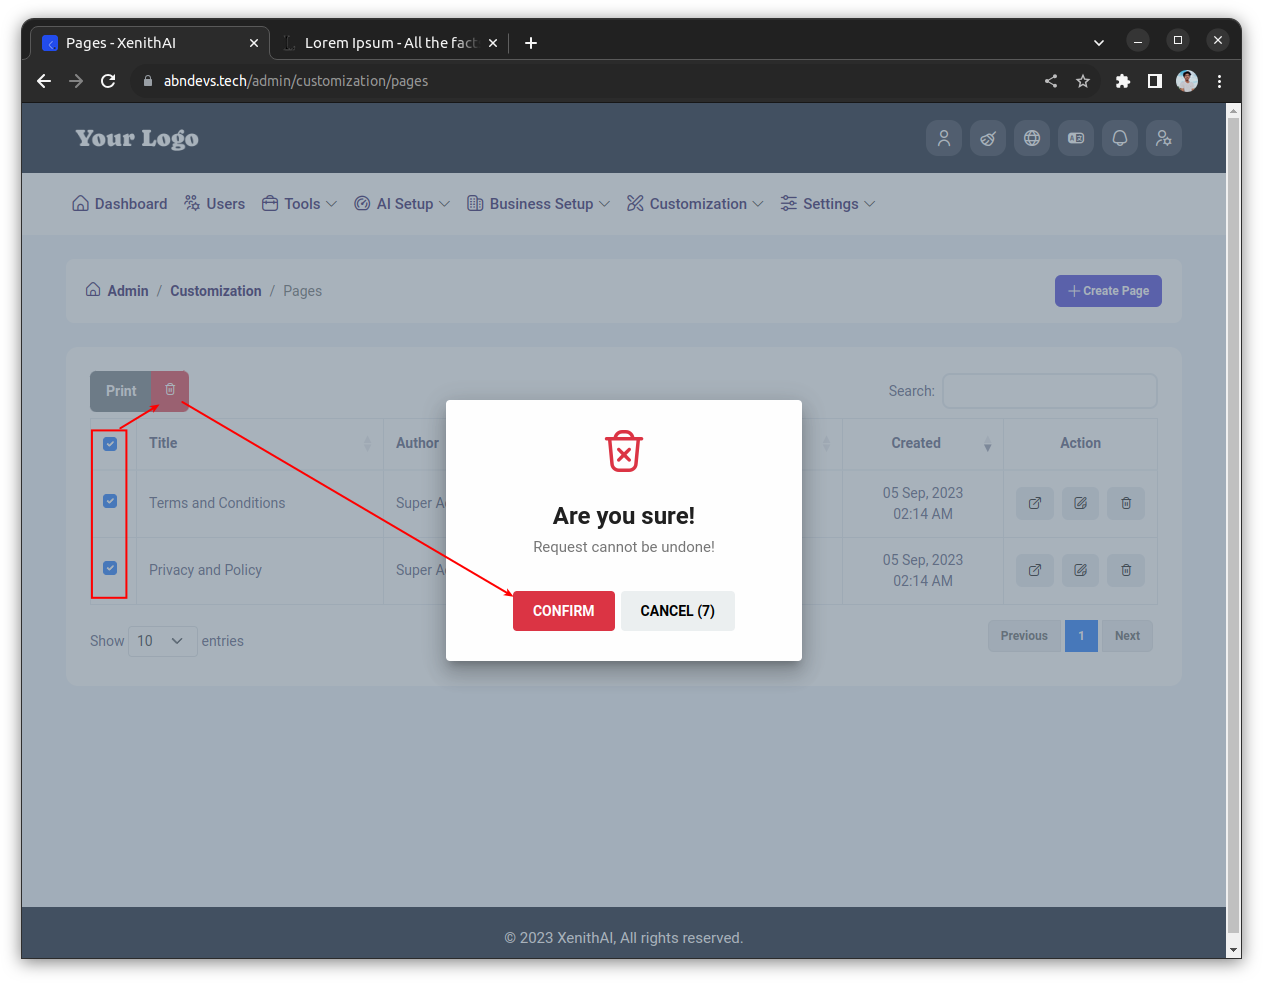 Pages - XenithAI
Lorem Ipsum - All the fact
abndevs.tech/admin/customization/pages
Your Logo
Dashboard Users Tools AI Setup Business Setup Customization Settings
Admin / Customization / Pages
Create Page
Print
Search:
Title Author Created Action
Terms and Conditions Super A 05 Sep, 2023
02:14 AM
Privacy and Policy Super A 05 Sep, 2023
02:14 AM
Show 10 entries
Previous 1 Next
Are you sure!
Request cannot be undone!
CONFIRM CANCEL (7)
© 2023 XenithAI, All rights reserved.